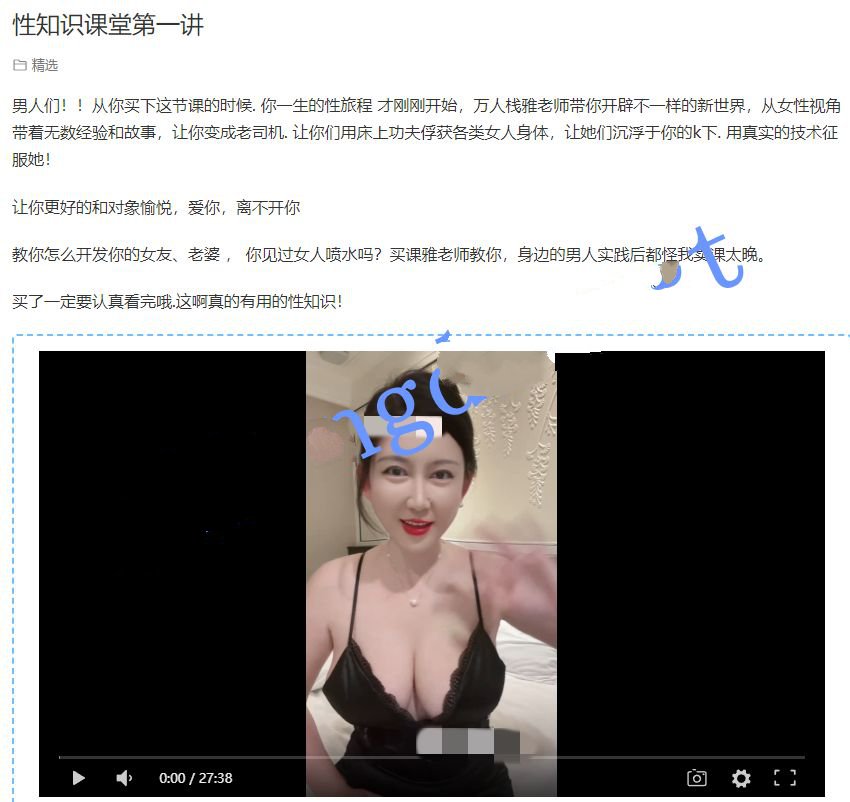 性知识课堂第一讲
精选
男人们！！从你买下这节课的时候. 你一生的性旅程 才刚刚开始，万人栈雅老师带你开辟不一样的新世界，从女性视角
带着无数经验和故事，让你变成老司机. 让你们用床上功夫俘获各类女人身体，让她们沉浮于你的k下. 用真实的技术征
服她！
让你更好的和对象愉悦，爱你，离不开你
教你怎么开发你的女友、老婆 ， 你见过女人喷水吗？买课雅老师教你，身边的男人实践后都怪我卖课太晚。
买了一定要认真看完哦.这啊真的有用的性知识！
0:00 / 27:38